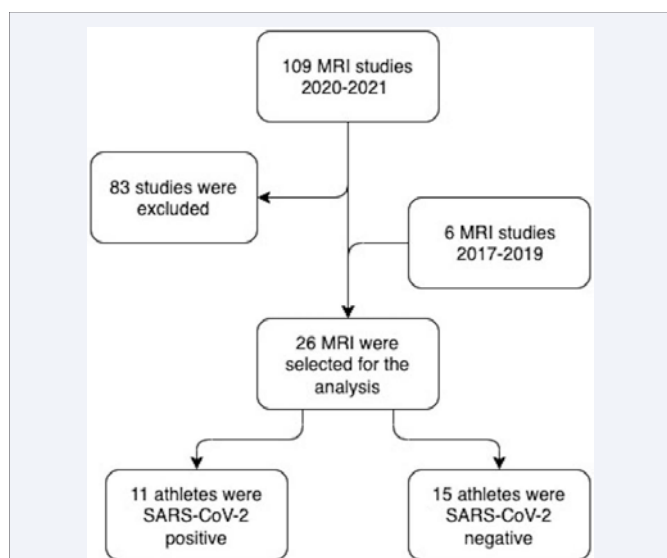 109 MRI studies
2020-2021
83 studies were
excluded
6 MRI studies
2017-2019
26 MRI were
selected for the
analysis
11 athletes were
SARS-CoV-2
positive
15 athletes were
SARS-CoV-2
negative